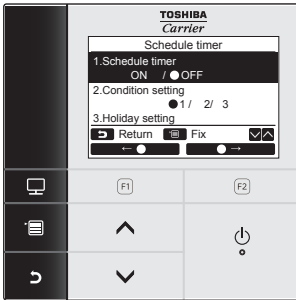 TOSHIBA
Carrier
Schedule timer
1.Schedule timer
ON / ●OFF
2.Condition setting
●1 / 2/ 3
3.Holiday setting
Return Fix
← ● ● →
F1 F2